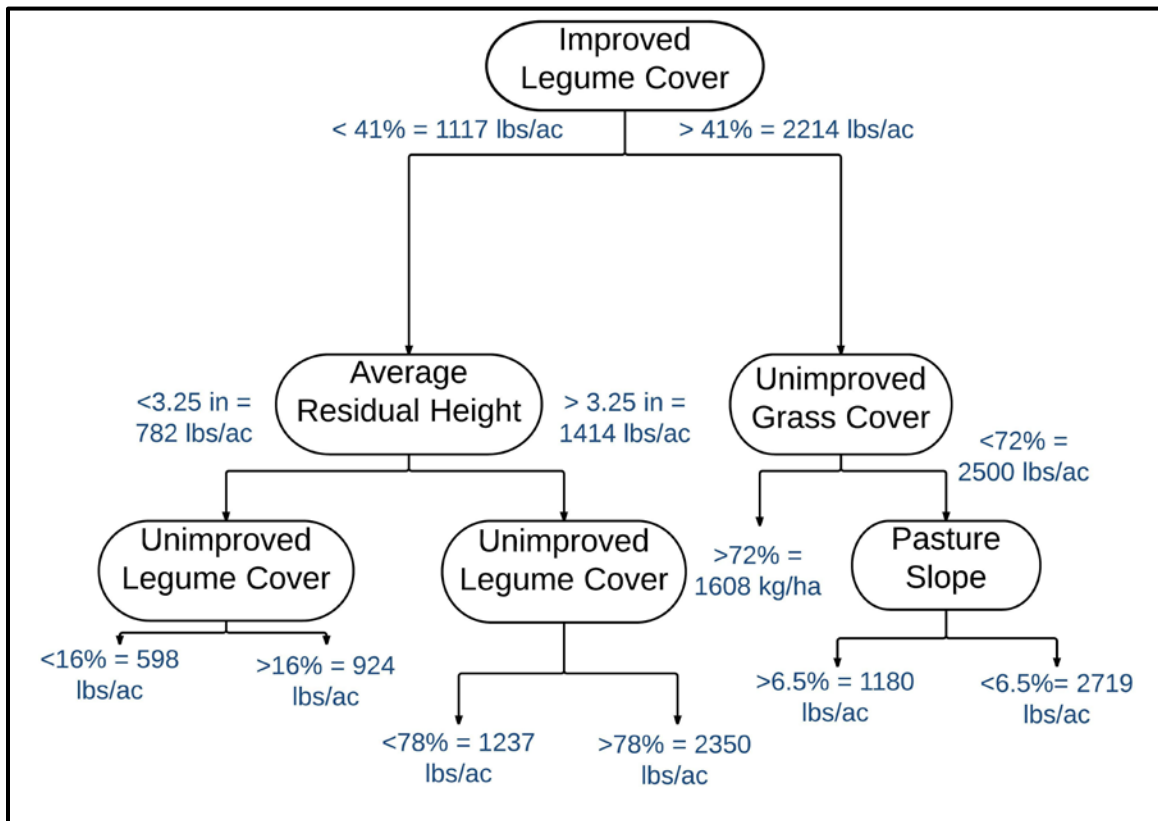 Improved
Legume Cover
< 41% = 1117 lbs/ac
> 41% = 2214 lbs/ac
Average
Residual Height
<3.25 in =
782 lbs/ac
> 3.25 in =
1414 lbs/ac
Unimproved
Grass Cover
<72% =
2500 lbs/ac
Unimproved
Legume Cover
Unimproved
Legume Cover
>72% =
1608 kg/ha
Pasture
Slope
<16% = 598
lbs/ac
>16% = 924
lbs/ac
<78% = 1237
lbs/ac
>78% = 2350
lbs/ac
>6.5% = 1180
lbs/ac
<6.5%= 2719
lbs/ac